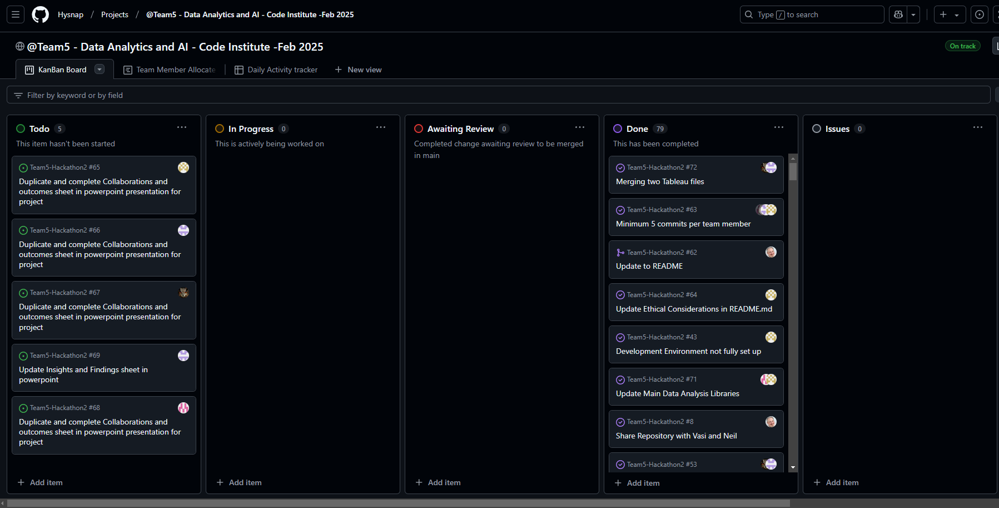 Hysnap / Projects / @Team5 - Data Analytics and AI - Code Institute -Feb 2025
Type / to search
@Team5 - Data Analytics and AI - Code Institute -Feb 2025
On track
KanBan Board
Team Member Allocate
Daily Activity tracker
New view
Filter by keyword or by field
Todo 5
This item hasn't been started
Team5-Hackathon2 #65
Duplicate and complete Collaborations and
outcomes sheet in powerpoint presentation for
project
Team5-Hackathon2 #66
Duplicate and complete Collaborations and
outcomes sheet in powerpoint presentation for
project
Team5-Hackathon2 #67
Duplicate and complete Collaborations and
outcomes sheet in powerpoint presentation for
project
Team5-Hackathon2 #69
Update Insights and Findings sheet in
powerpoint
Team5-Hackathon2 #68
Duplicate and complete Collaborations and
outcomes sheet in powerpoint presentation for
project
Add item
In Progress 0
This is actively being worked on
Add item
Awaiting Review 0
Completed change awaiting review to be merged
in main
Add item
Done 79
This has been completed
Team5-Hackathon2 #72
Merging two Tableau files
Team5-Hackathon2 #63
Minimum 5 commits per team member
Team5-Hackathon2 #62
Update to README
Team5-Hackathon2 #64
Update Ethical Considerations in README.md
Team5-Hackathon2 #43
Development Environment not fully set up
Team5-Hackathon2 #71
Update Main Data Analysis Libraries
Team5-Hackathon2 #8
Share Repository with Vasi and Neil
Team5-Hackathon2 #53
Add item
Issues 0
Add item